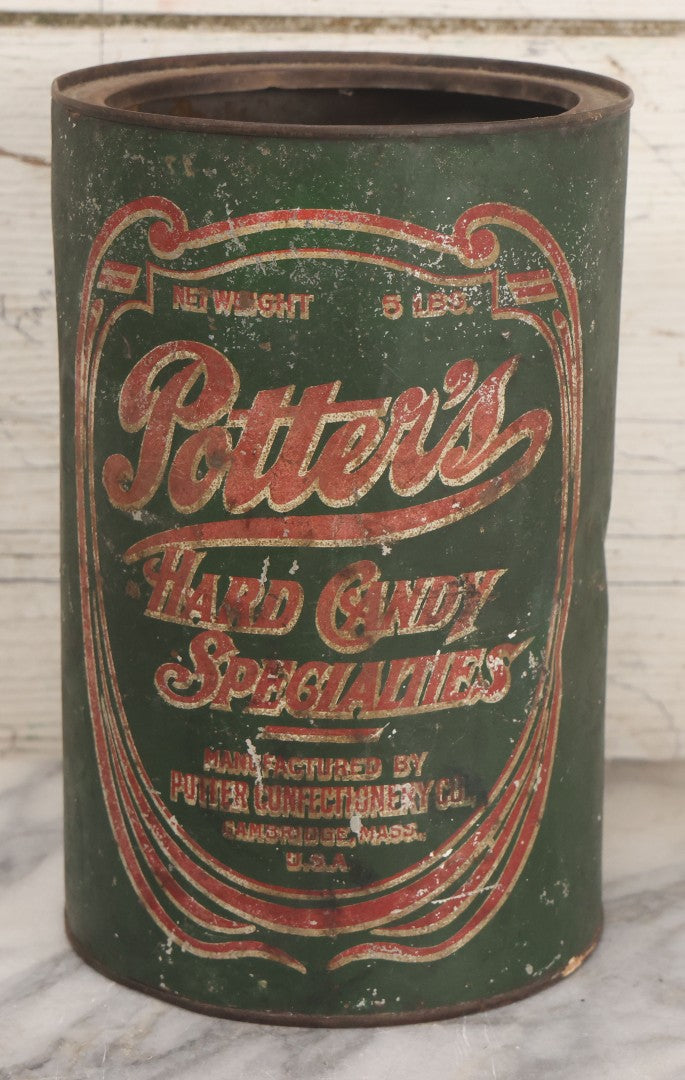 NET WEIGHT 5 LBS.
Potter's
HARD CANDY
SPECIALTIES
MANUFACTURED BY
POTTER CONFECTIONERY CO.,
CAMBRIDGE, MASS.,
U.S.A